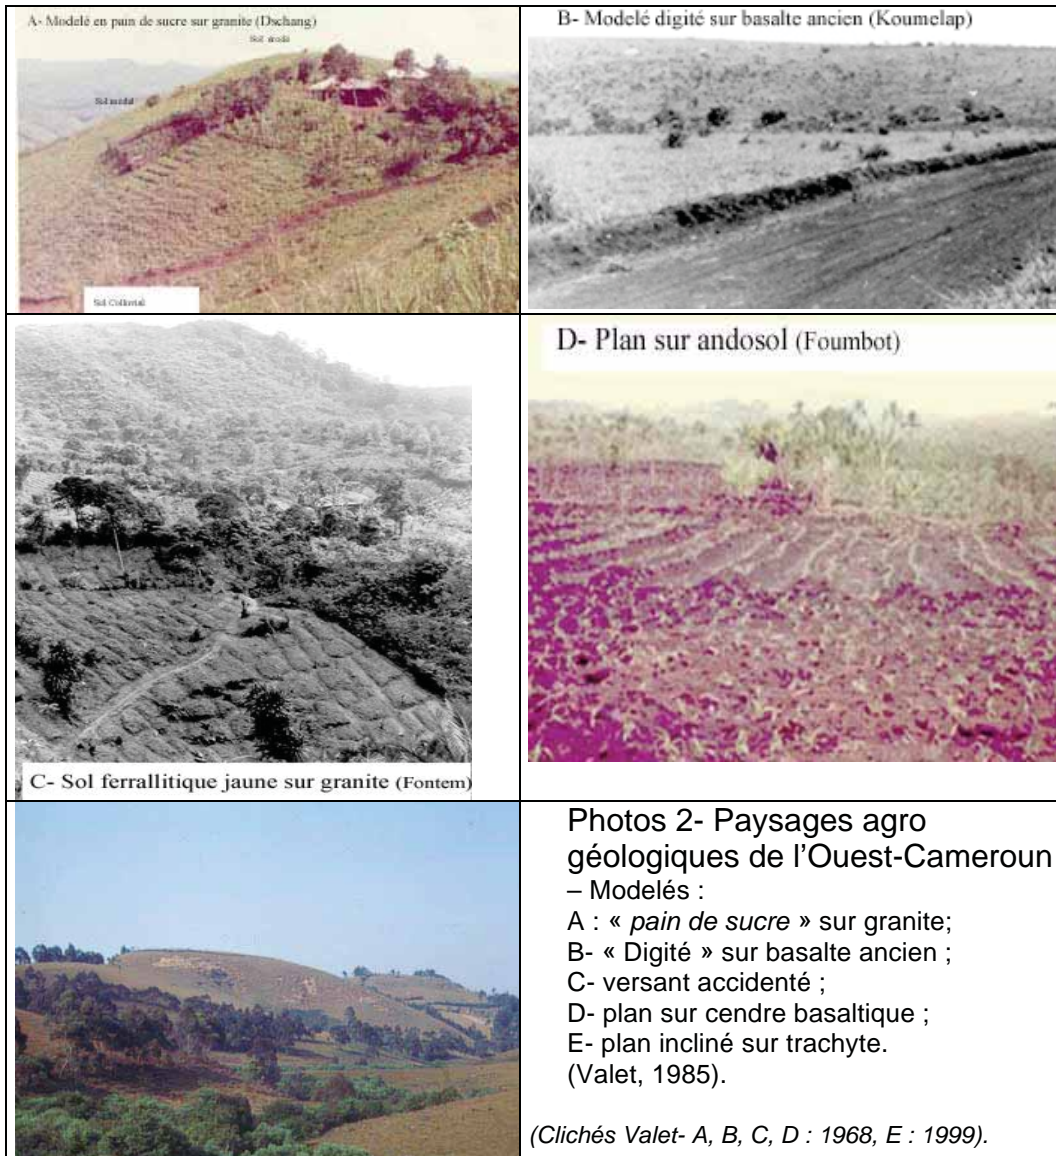 A- Modelé en pain de sucre sur granite (Dschang)
Sol
Sol modal
Sol Colluvial
B- Modelé digité sur basalte ancien (Koumelap)
C- Sol ferrallitique jaune sur granite (Fontem)
D- Plan sur andosol (Foumbot)
Photos 2- Paysages agro
géologiques de l'Ouest-Cameroun
– Modelés :
A : « pain de sucre » sur granite;
B- « Digité » sur basalte ancien ;
C- versant accidenté ;
D- plan sur cendre basaltique ;
E- plan incliné sur trachyte.
(Valet, 1985).
(Clichés Valet- A, B, C, D : 1968, E : 1999).